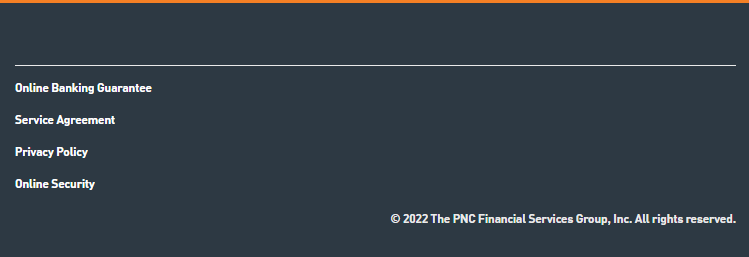 Online Banking Guarantee
Service Agreement
Privacy Policy
Online Security
© 2022 The PNC Financial Services Group, Inc. All rights reserved.